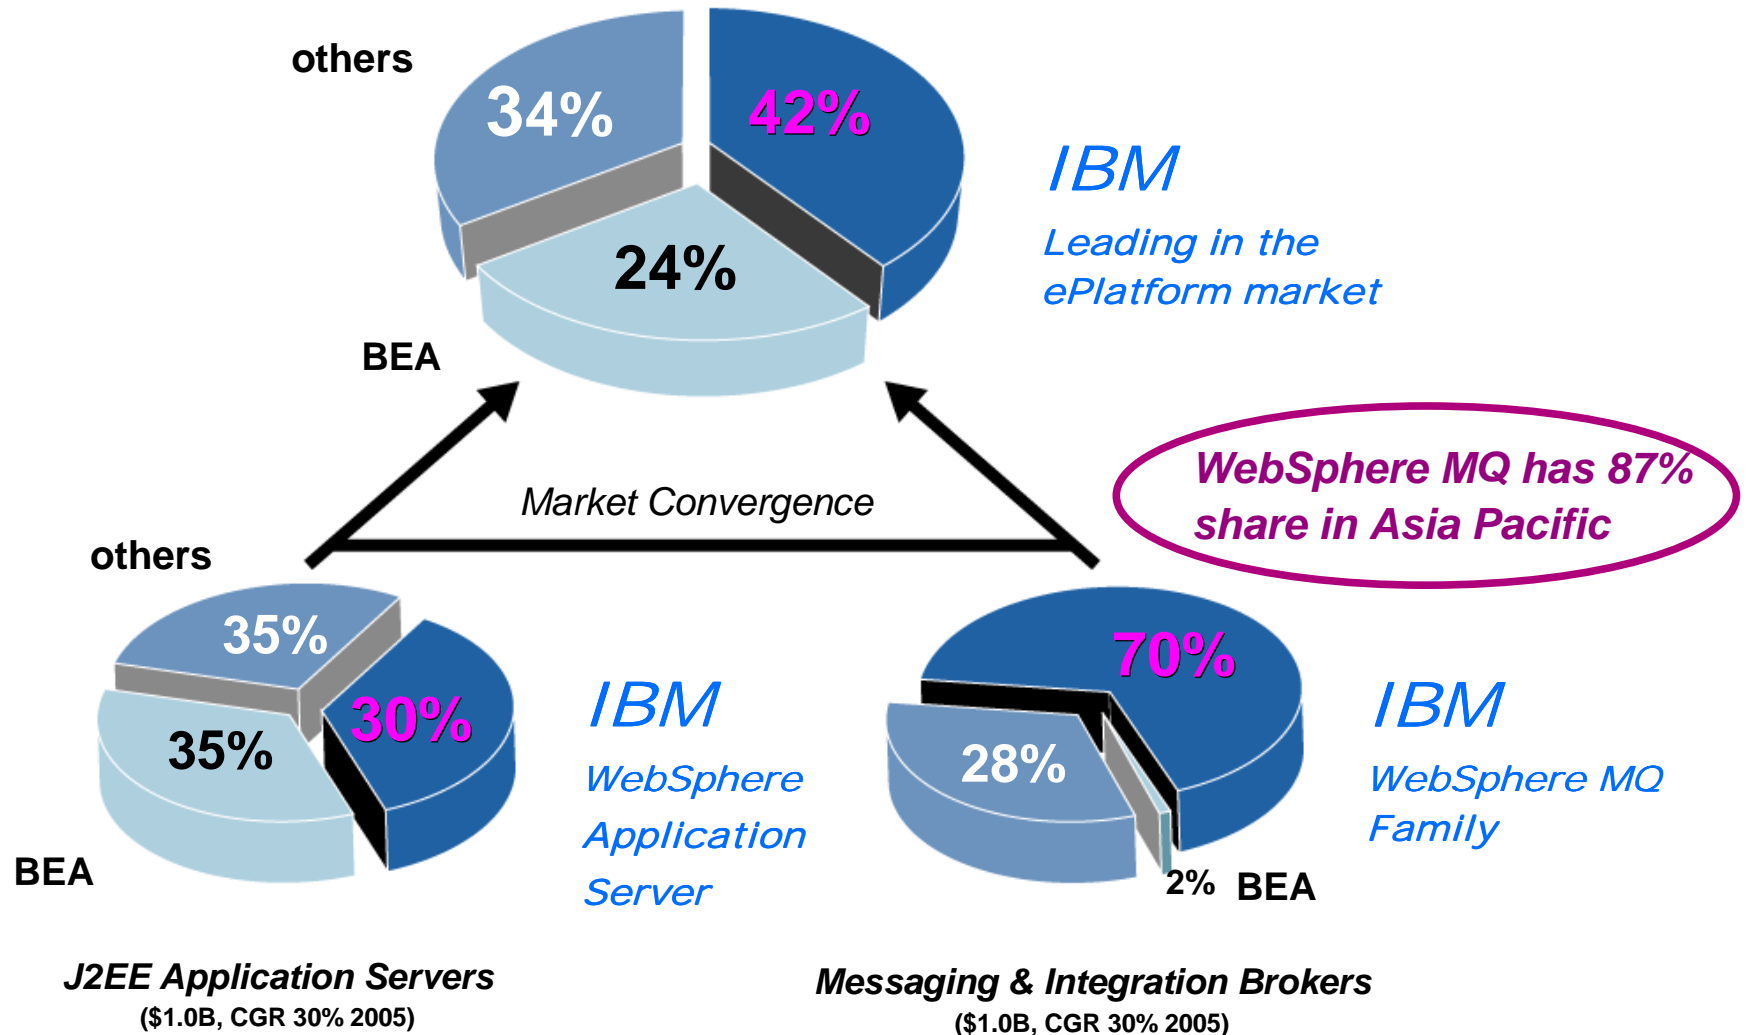 others
34%
42%
IBM
Leading in the
ePlatform market
24%
BEA
Market Convergence
WebSphere MQ has 87%
share in Asia Pacific
others
35%
30%
35%
BEA
IBM
WebSphere
Application
Server
70%
28%
2% BEA
IBM
WebSphere MQ
Family
J2EE Application Servers
($1.0B, CGR 30% 2005)
Messaging & Integration Brokers
($1.0B, CGR 30% 2005)